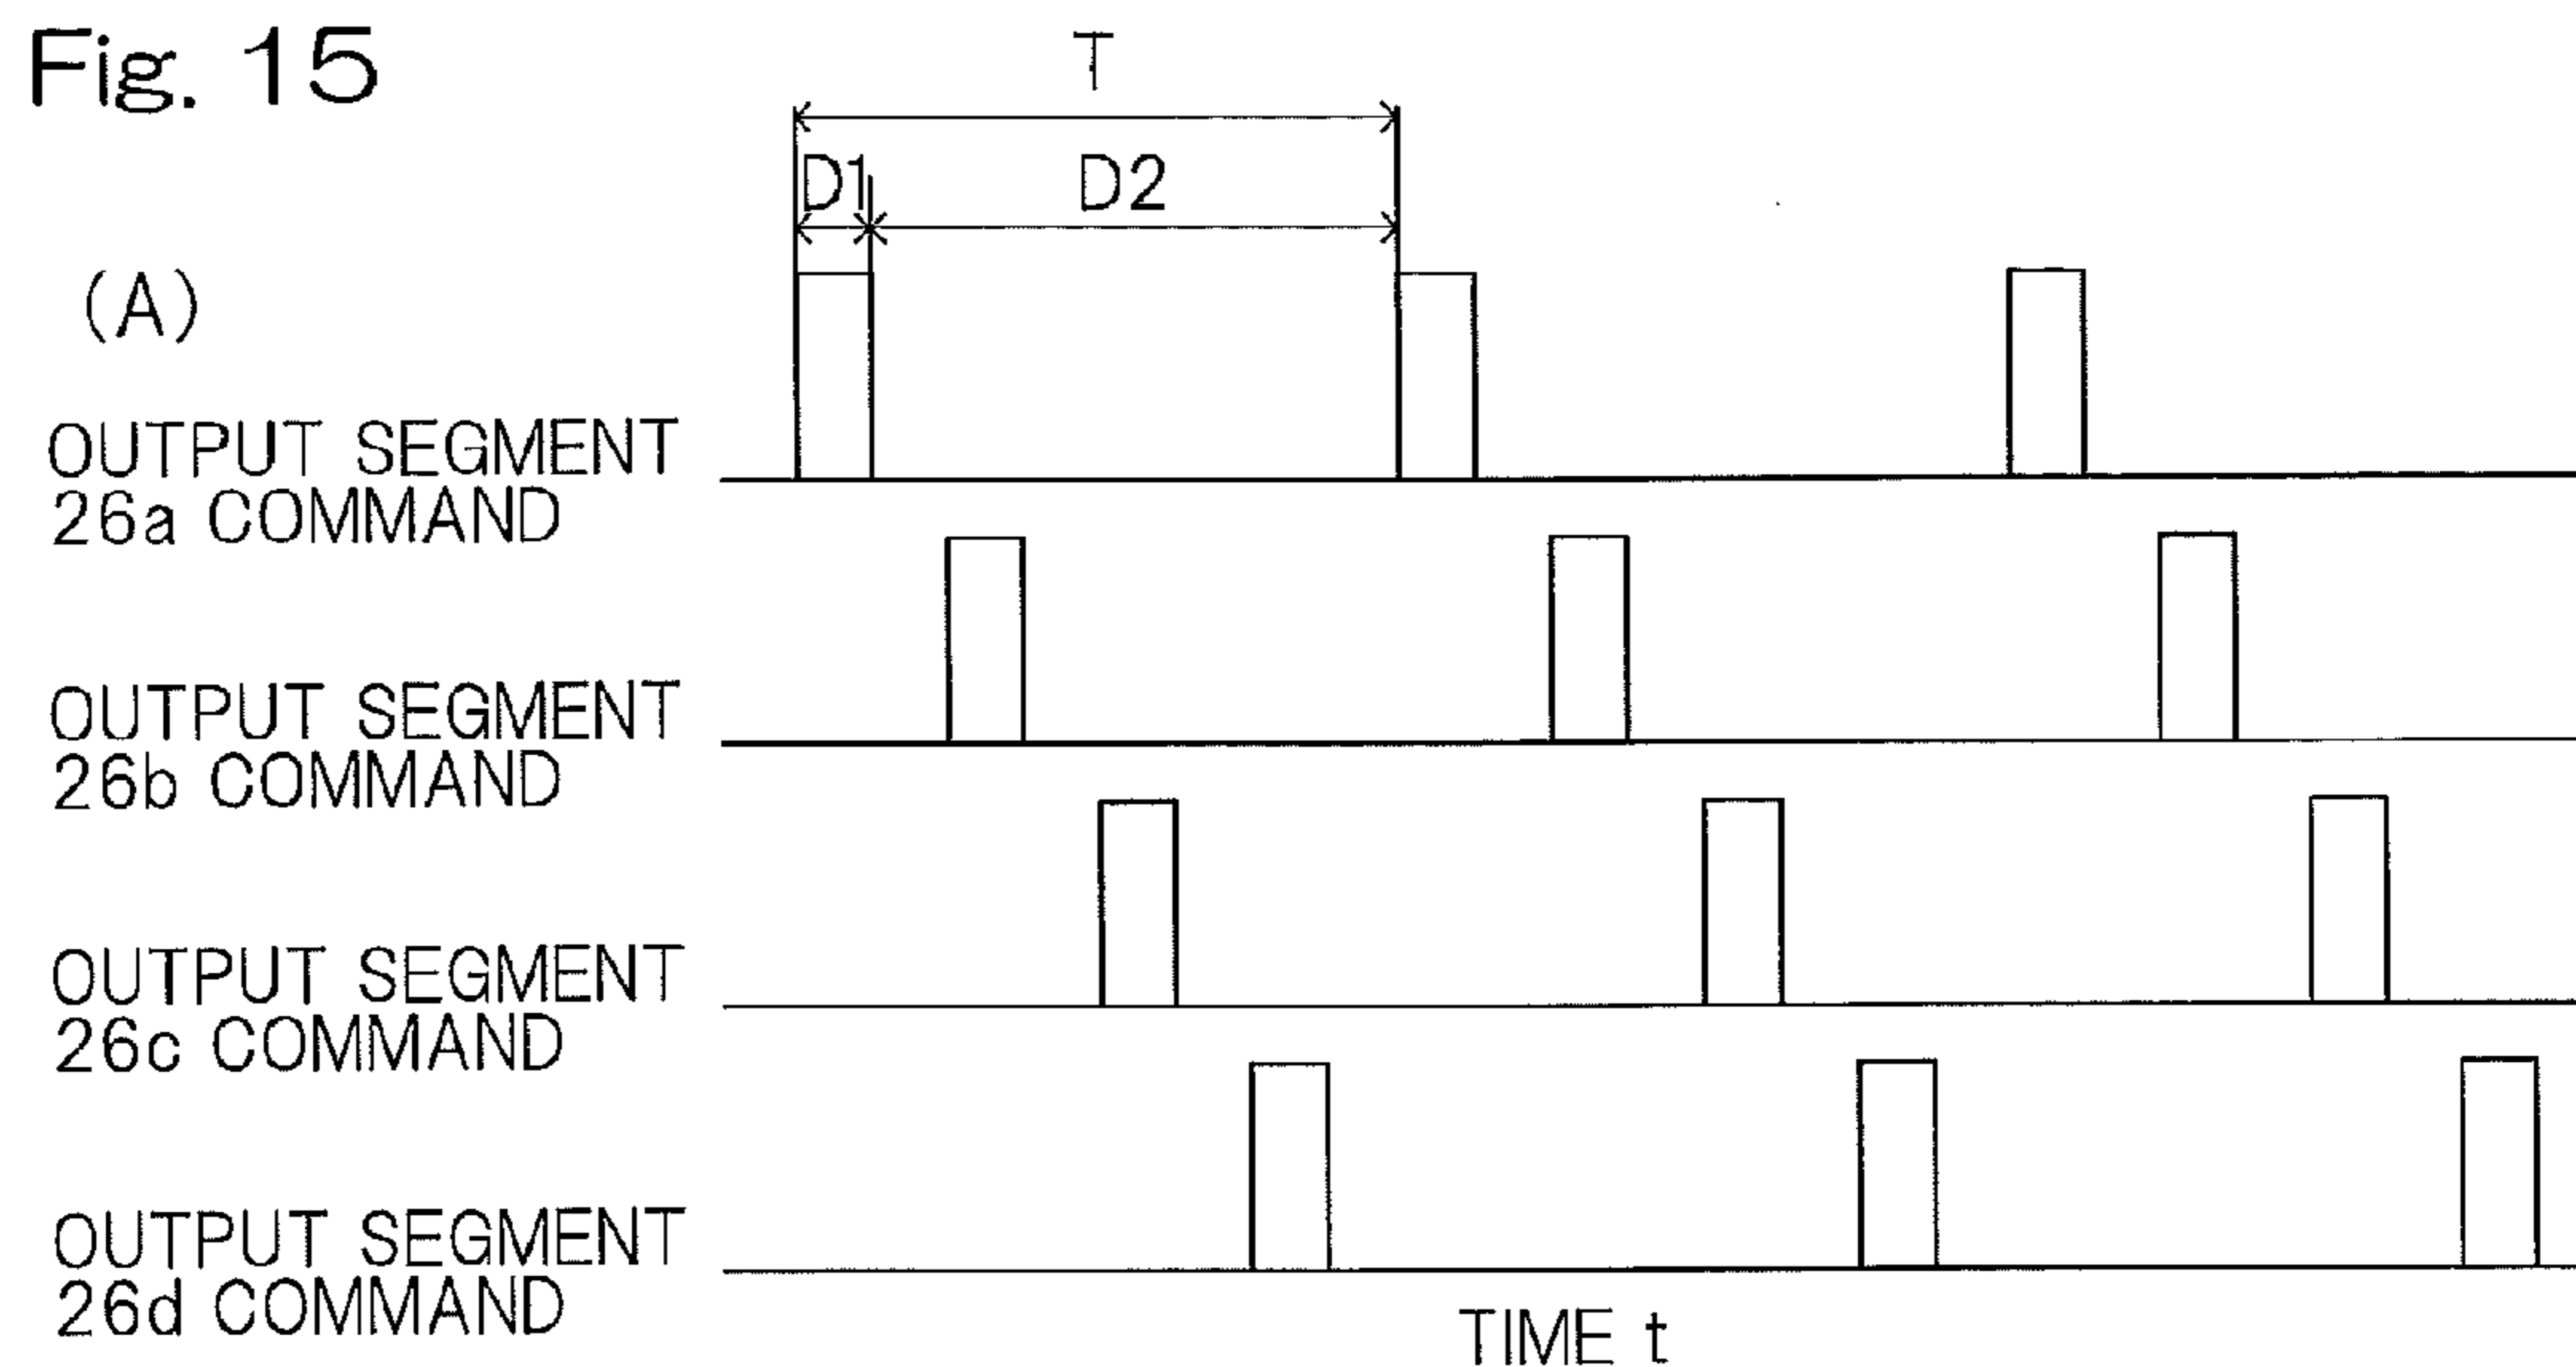 Fig. 15
T
D1
D2
(A)
OUTPUT SEGMENT
26a COMMAND
OUTPUT SEGMENT
26b COMMAND
OUTPUT SEGMENT
26c COMMAND
OUTPUT SEGMENT
26d COMMAND
TIME t